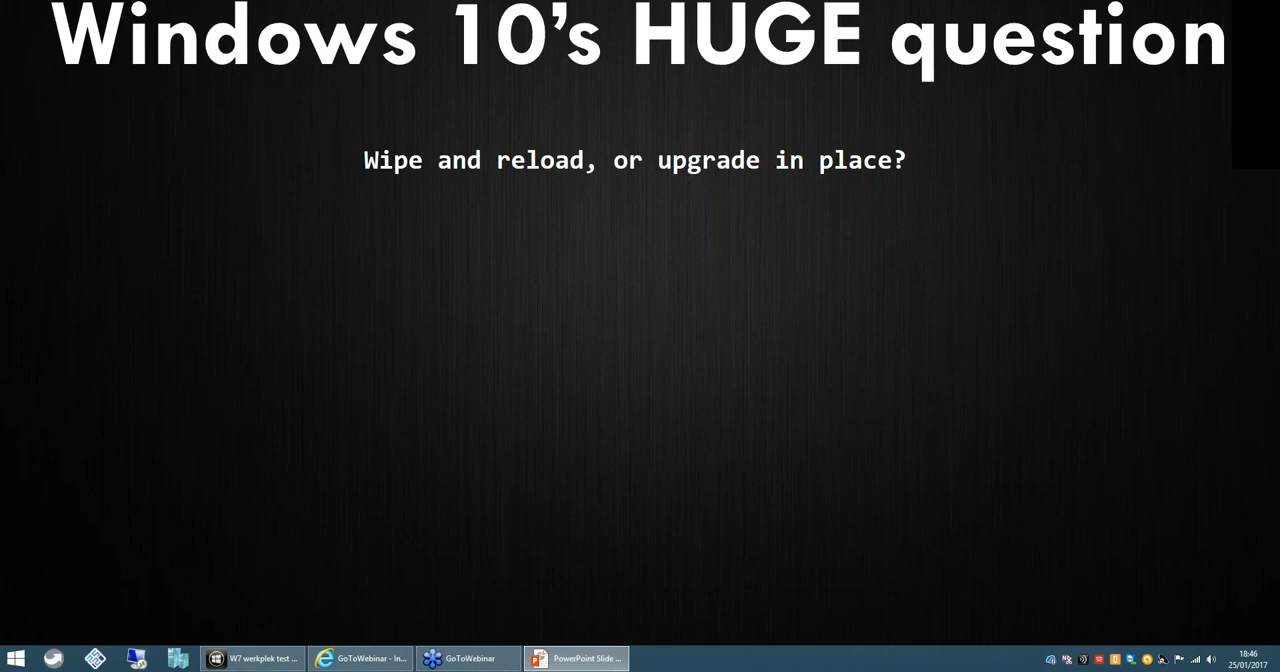 Windows 10’s HUGE question
Wipe and reload, or upgrade in place?
W7 werkplek test ...
GoToWebinar - In...
GoToWebinar
PowerPoint Slide ...
18:46
25/01/2017